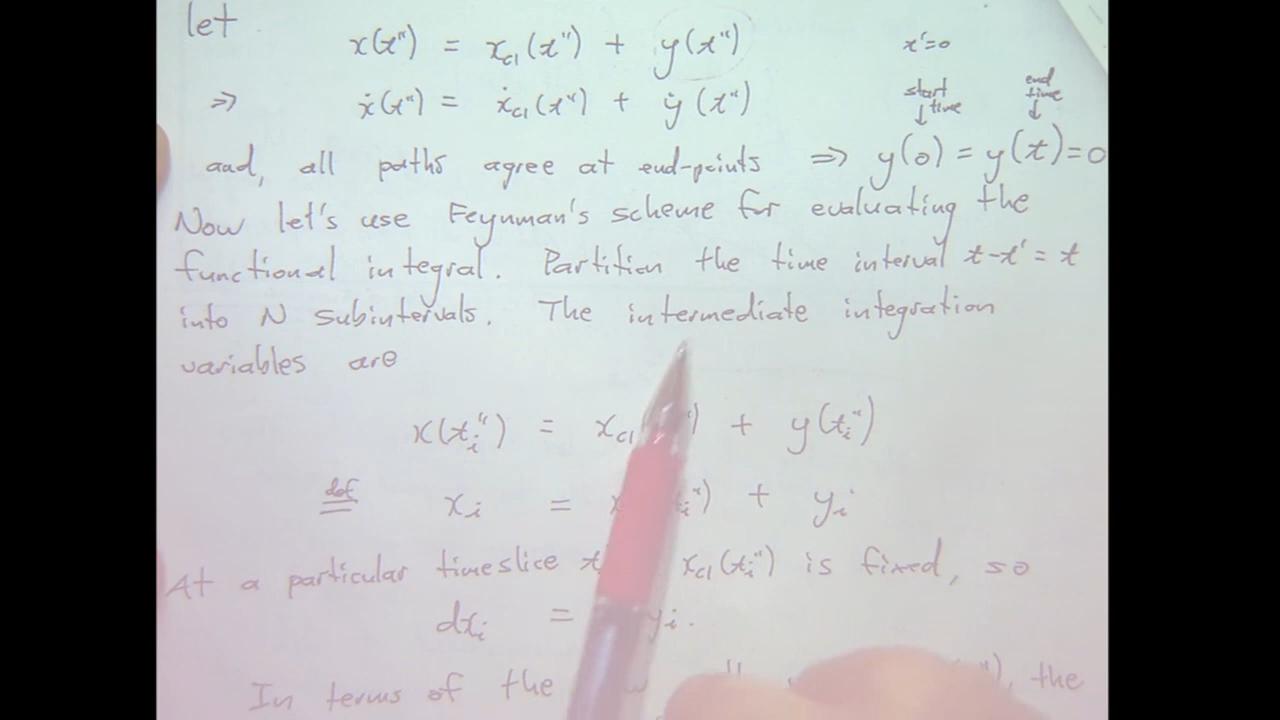 let
x(t") = x_cl(t") + y(t") t'=0
⇒ ẋ(t") = ẋ_cl(t") + ẏ(t") start time ↓ end time ↓
and, all paths agree at end-points ⇒ y(0) = y(t) = 0
Now let's use Feynman's scheme for evaluating the
functional integral. Partition the time interval t-t' = t
into N subintervals. The intermediate integration
variables are
x(t_i") = x_cl ") + y(t_i")
def= x_i = t_i") + y_i
At a particular timeslice x_cl(t_i") is fixed, so
dx_i = y_i.
In terms of the the